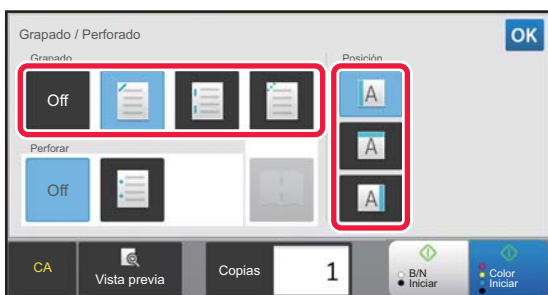 Grapado / Perforado
OK
Grapado
Posición
Off
A
A
A
Perforar
Off
CA
Vista previa
Copias
1
B/N
Iniciar
Color
Iniciar